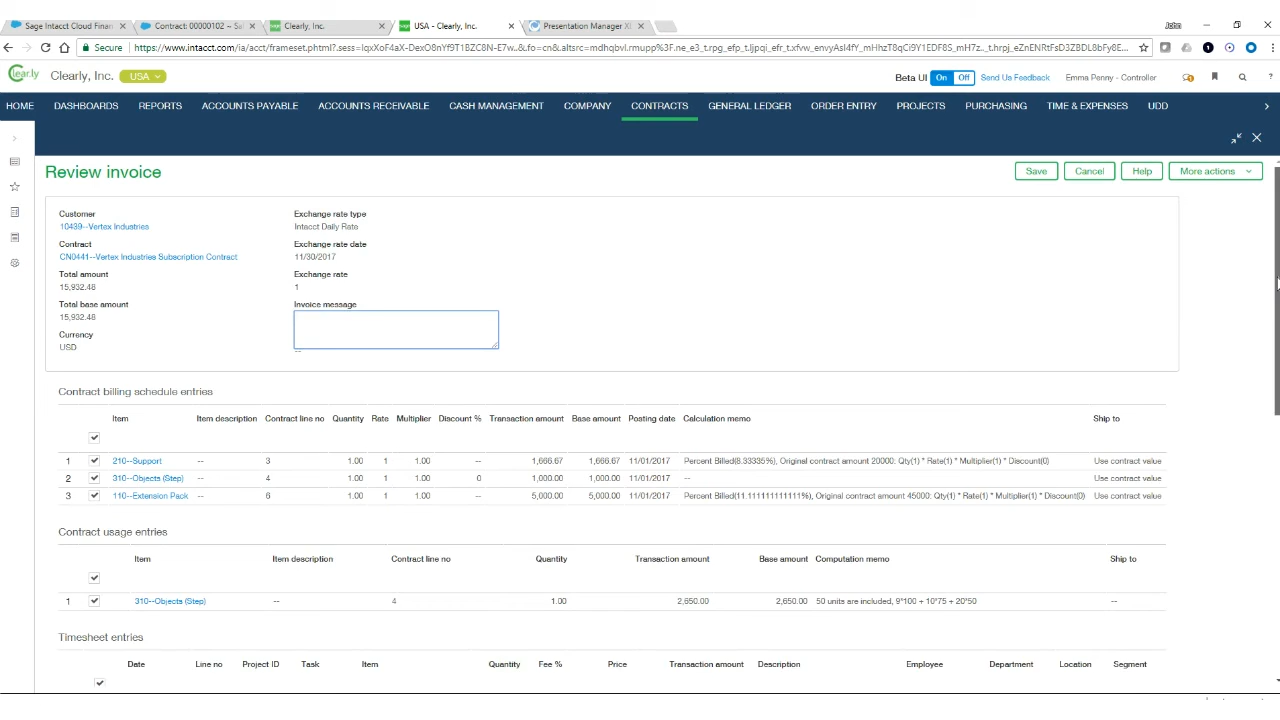 Sage Intacct Cloud Finan
Contract: 00000102 ~ Sal
Clearly, Inc.
USA - Clearly, Inc.
Presentation Manager XI
John
Secure
Clear.ly
Clearly, Inc.
USA
Beta UI On Off Send Us Feedback Emma Penny - Controller
HOME DASHBOARDS REPORTS ACCOUNTS PAYABLE ACCOUNTS RECEIVABLE CASH MANAGEMENT COMPANY CONTRACTS GENERAL LEDGER ORDER ENTRY PROJECTS PURCHASING TIME & EXPENSES UDD
Review invoice
Save Cancel Help More actions
Customer
10439--Vertex Industries
Contract
CN0441--Vertex Industries Subscription Contract
Total amount
15,932.48
Total base amount
15,932.48
Currency
USD
Exchange rate type
Intacct Daily Rate
Exchange rate date
11/30/2017
Exchange rate
1
Invoice message
--
Contract billing schedule entries
Item Item description Contract line no Quantity Rate Multiplier Discount % Transaction amount Base amount Posting date Calculation memo Ship to
1 210--Support -- 3 1.00 1 1.00 -- 1,666.67 1,666.67 11/01/2017 Percent Billed(8.33335%), Original contract amount 20000: Qty(1) * Rate(1) * Multiplier(1) * Discount(0) Use contract value
2 310--Objects (Step) -- 4 1.00 1 1.00 0 1,000.00 1,000.00 11/01/2017 -- Use contract value
3 110--Extension Pack -- 6 1.00 1 1.00 -- 5,000.00 5,000.00 11/01/2017 Percent Billed(11.111111111111%), Original contract amount 45000: Qty(1) * Rate(1) * Multiplier(1) * Discount(0) Use contract value
Contract usage entries
Item Item description Contract line no Quantity Transaction amount Base amount Computation memo Ship to
1 310--Objects (Step) -- 4 1.00 2,650.00 2,650.00 50 units are included, 9*100 + 10*75 + 20*50 --
Timesheet entries
Date Line no Project ID Task Item Quantity Fee % Price Transaction amount Description Employee Department Location Segment